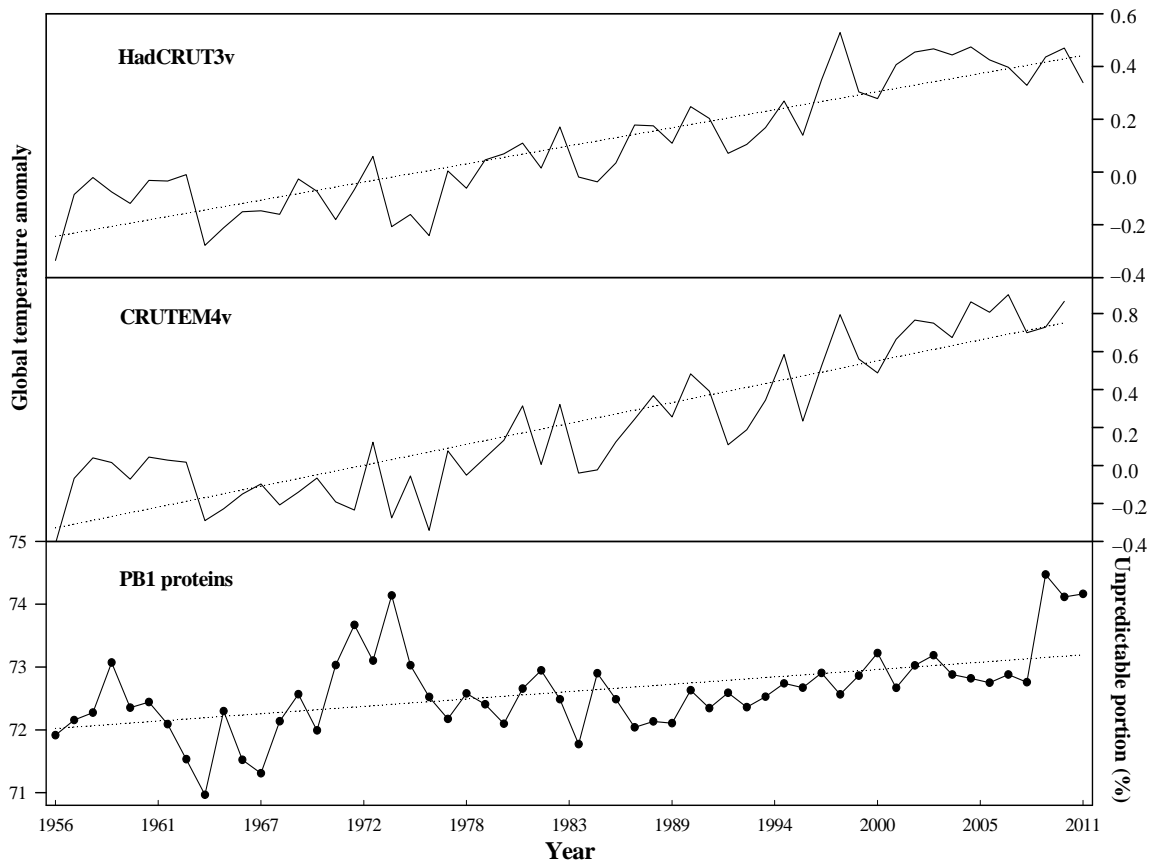 HadCRUT3v
0.6
0.4
0.2
0.0
−0.2
−0.4
Global temperature anomaly
CRUTEM4v
0.8
0.6
0.4
0.2
0.0
−0.2
−0.4
PB1 proteins
75
74
73
72
71
Unpredictable portion (%)
1956 1961 1967 1972 1978 1983 1989 1994 2000 2005 2011
Year